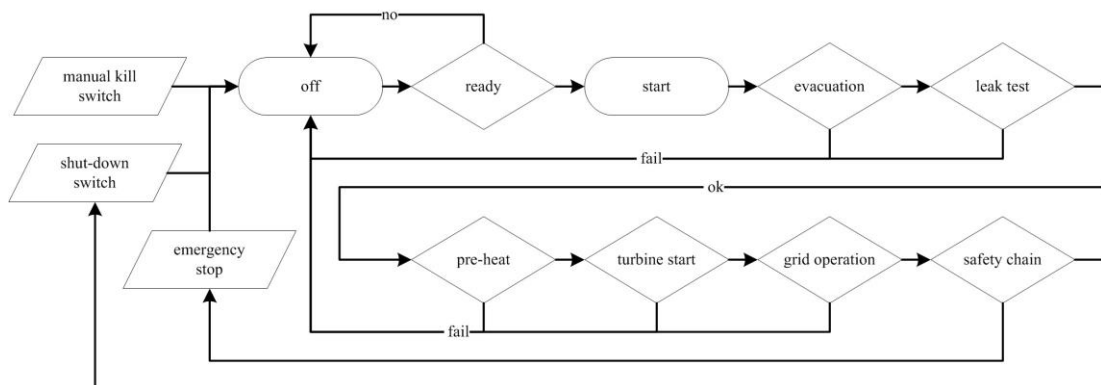 no
manual kill
switch
off
ready
start
evacuation
leak test
shut-down
switch
fail
ok
emergency
stop
pre-heat
turbine start
grid operation
safety chain
fail